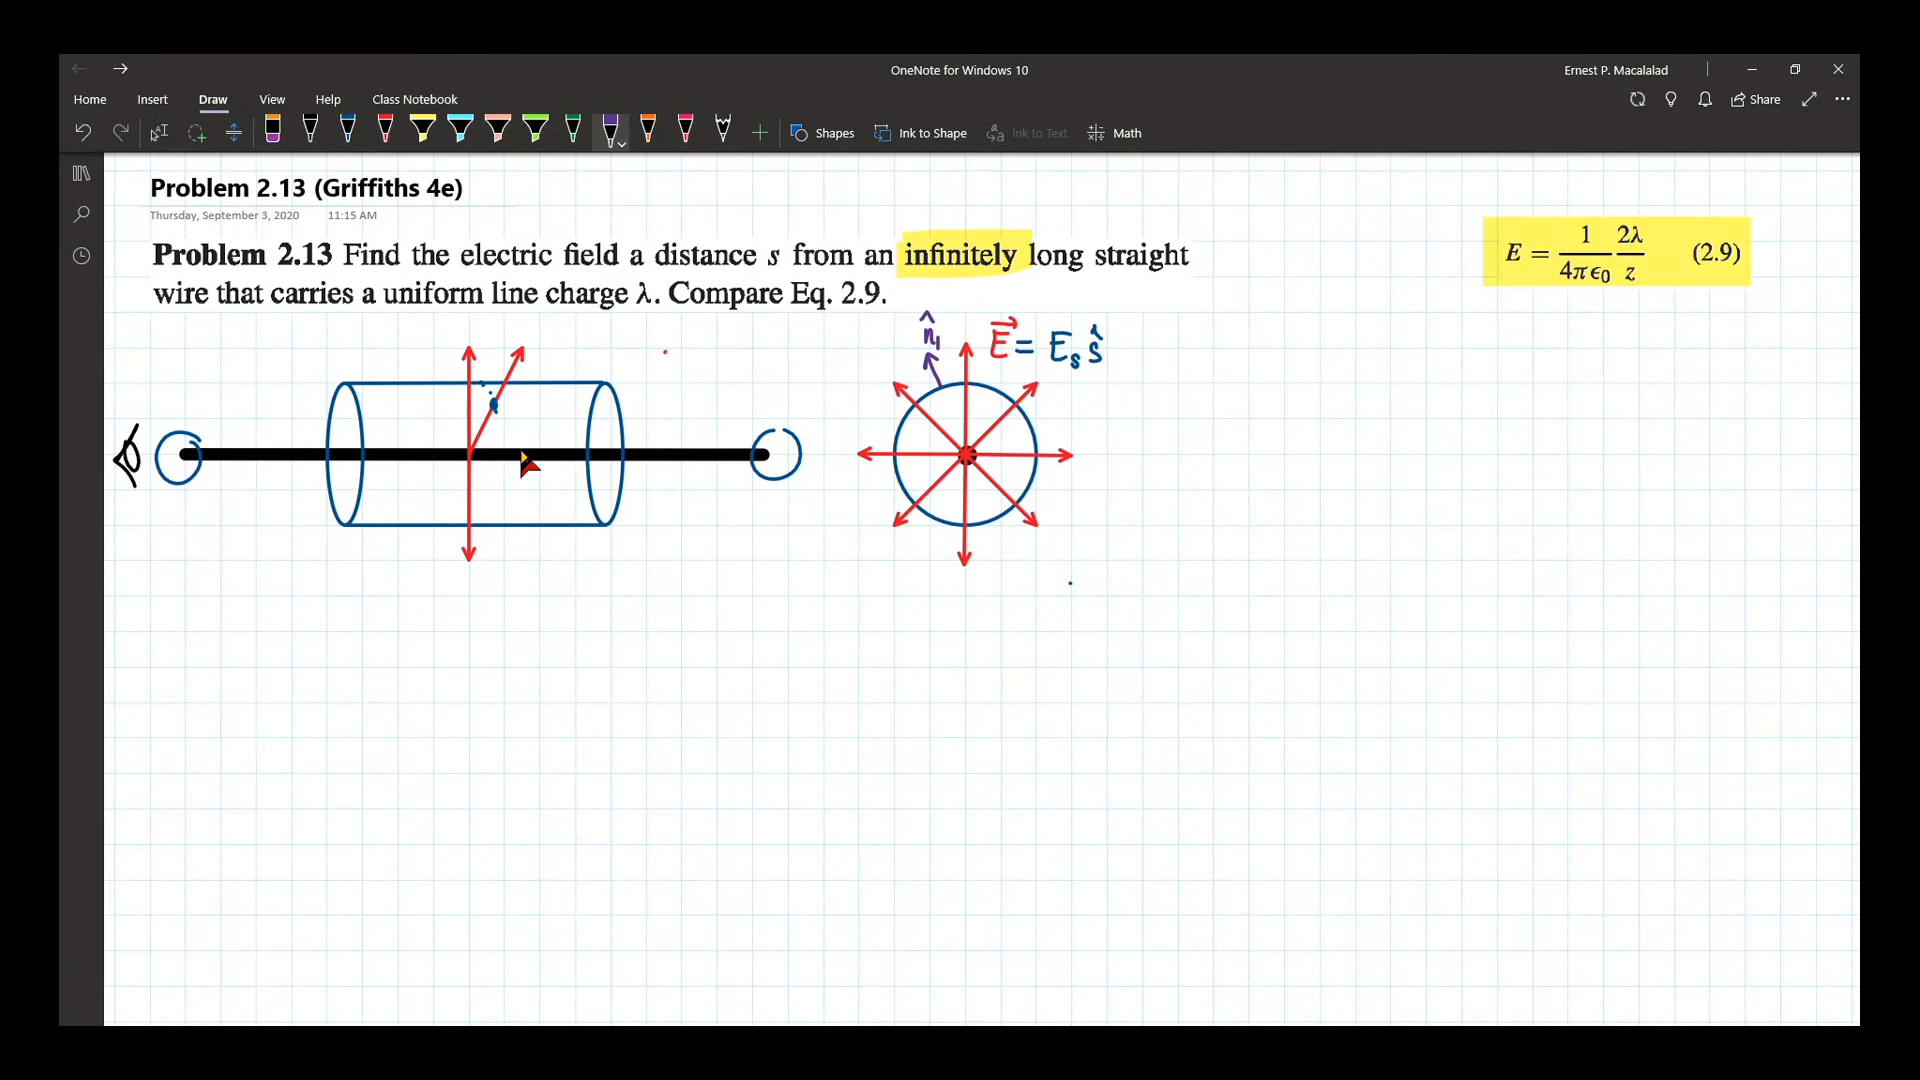 OneNote for Windows 10
Ernest P. Macalalad
Home Insert Draw View Help Class Notebook
Share
Shapes Ink to Shape Ink to Text Math
Problem 2.13 (Griffiths 4e)
Thursday, September 3, 2020 11:15 AM
Problem 2.13 Find the electric field a distance s from an infinitely long straight
wire that carries a uniform line charge λ. Compare Eq. 2.9.
E = \frac{1}{4πϵ₀} \frac{2λ}{z} (2.9)
n̂₁
E⃗ = Eₛ ŝ